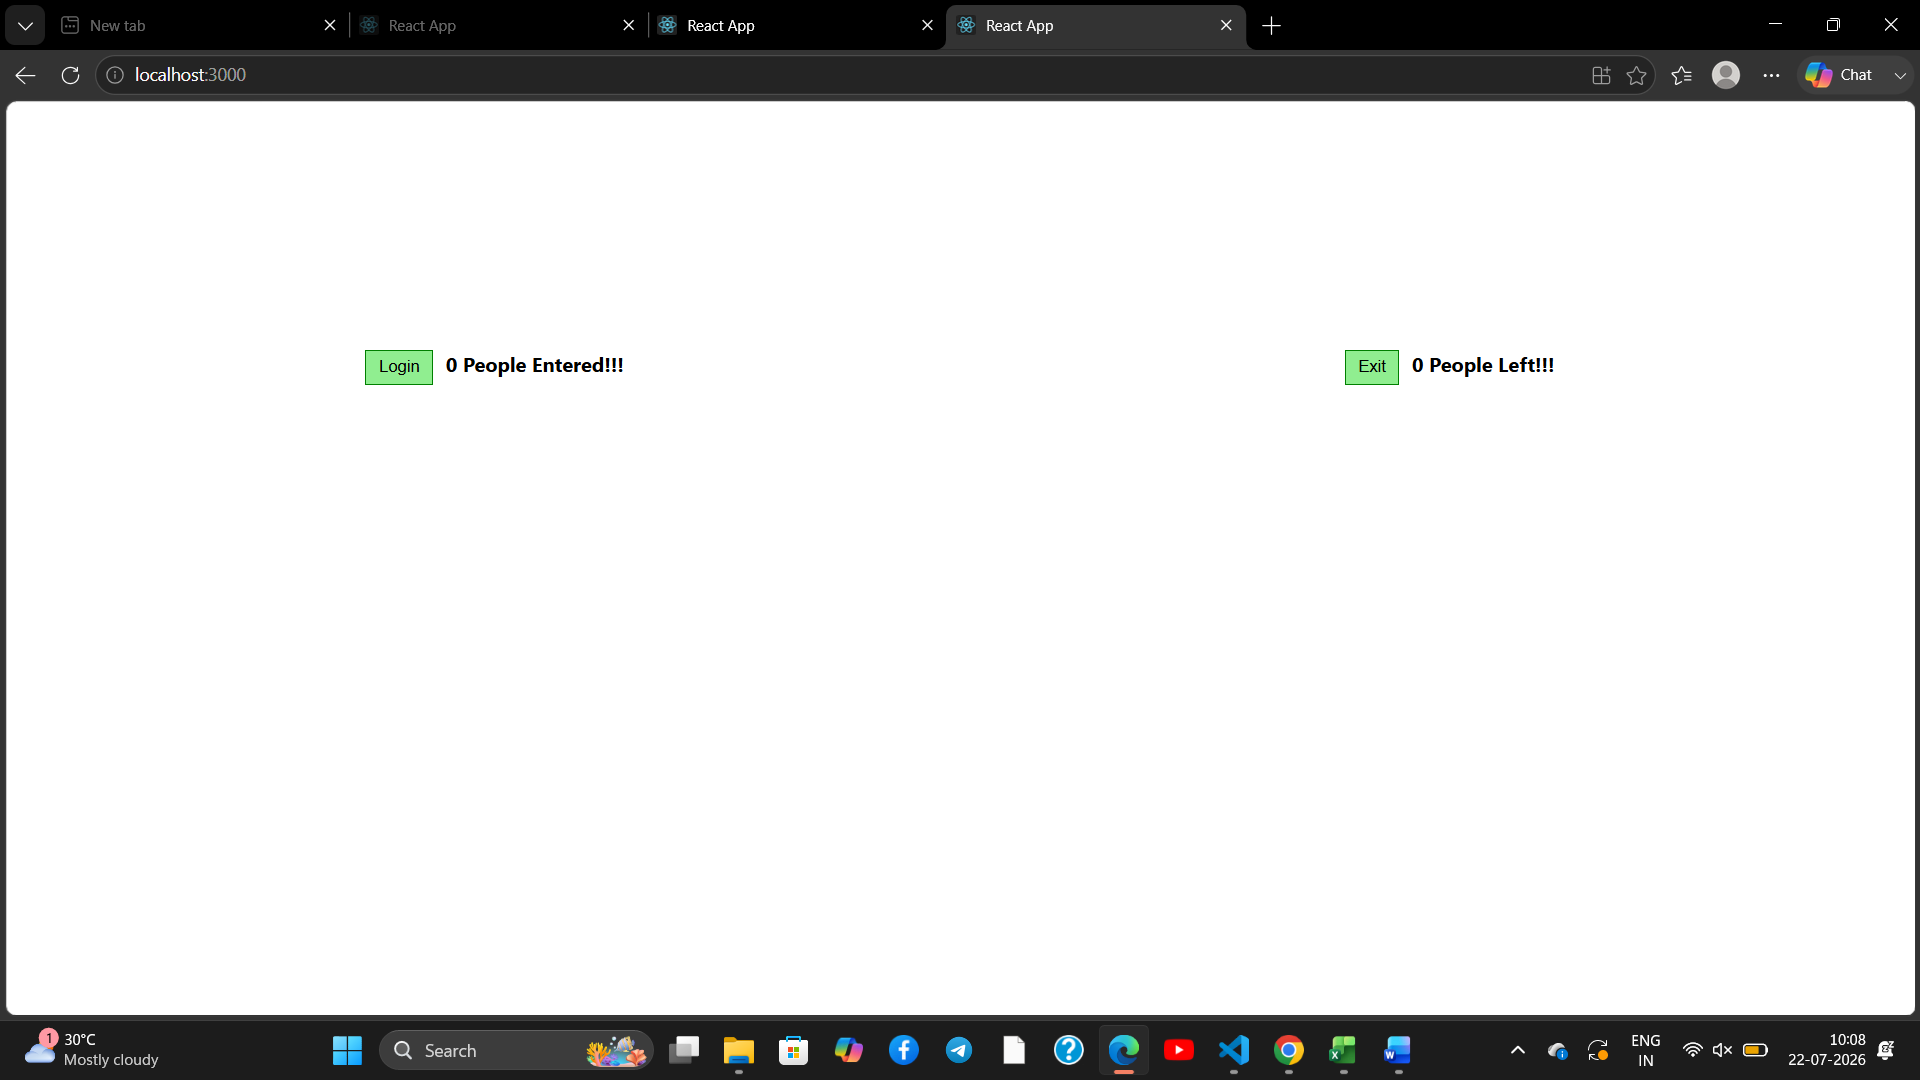 New tab
React App
React App
React App
localhost:3000
Chat
Login 0 People Entered!!!
Exit 0 People Left!!!
1
30°C
Mostly cloudy
Search
ENG
IN
10:08
22-07-2026